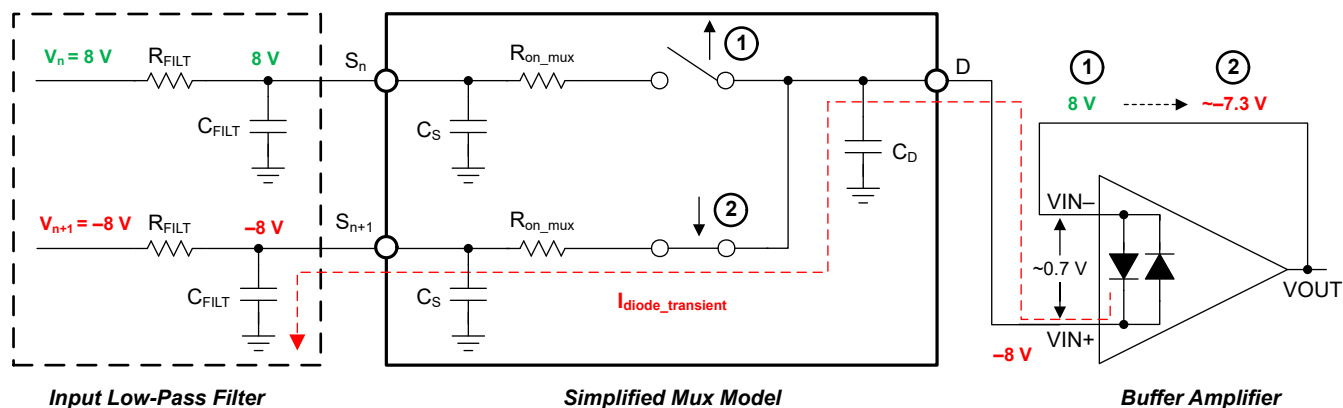 Vn = 8 V
RFILT
8 V
Sn
Ron_mux
1
D
1
2
8 V
~–7.3 V
CFILT
CS
CD
Vn+1 = –8 V
RFILT
–8 V
Sn+1
Ron_mux
2
VIN–
~0.7 V
VOUT
CFILT
CS
Idiode_transient
VIN+
–8 V
Input Low-Pass Filter
Simplified Mux Model
Buffer Amplifier